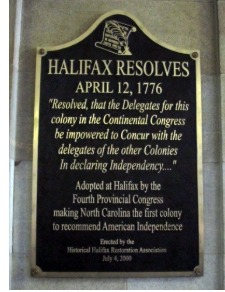 HALIFAX RESOLVES
APRIL 12, 1776
"Resolved, that the Delegates for this
colony in the Continental Congress
be impowered to Concur with the
delegates of the other Colonies
In declaring Independency...."
Adopted at Halifax by the
Fourth Provincial Congress
making North Carolina the first colony
to recommend American Independence
Erected by the
Historical Halifax Restoration Association
July 4, 2000